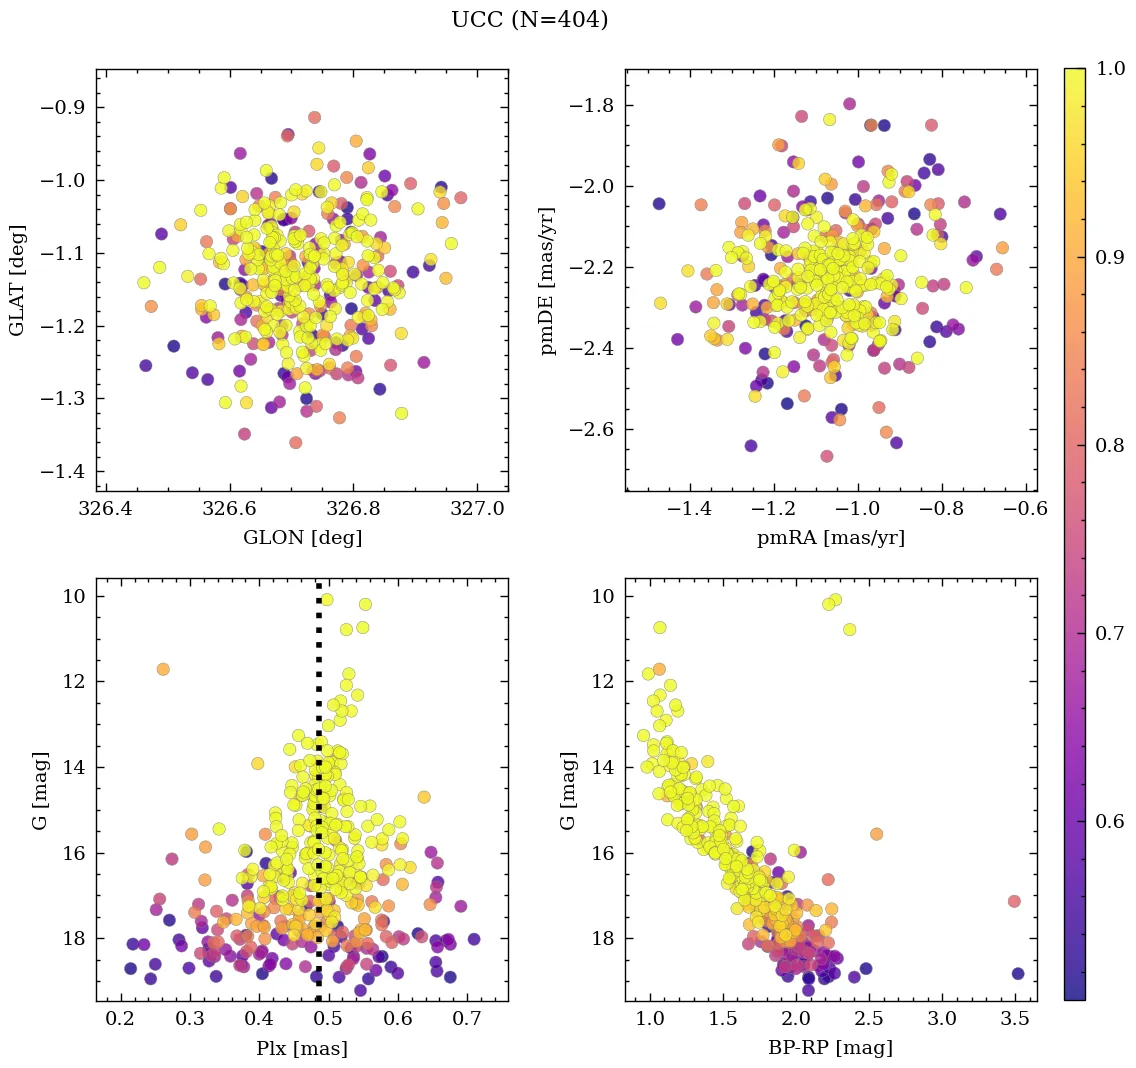 UCC (N=404)
−0.9
−1.0
−1.1
−1.2
−1.3
−1.4
GLAT [deg]
326.4 326.6 326.8 327.0
GLON [deg]
−1.8
−2.0
−2.2
−2.4
−2.6
pmDE [mas/yr]
−1.4 −1.2 −1.0 −0.8 −0.6
pmRA [mas/yr]
1.0
0.9
0.8
0.7
0.6
10
12
14
16
18
G [mag]
0.2 0.3 0.4 0.5 0.6 0.7
Plx [mas]
10
12
14
16
18
G [mag]
1.0 1.5 2.0 2.5 3.0 3.5
BP-RP [mag]